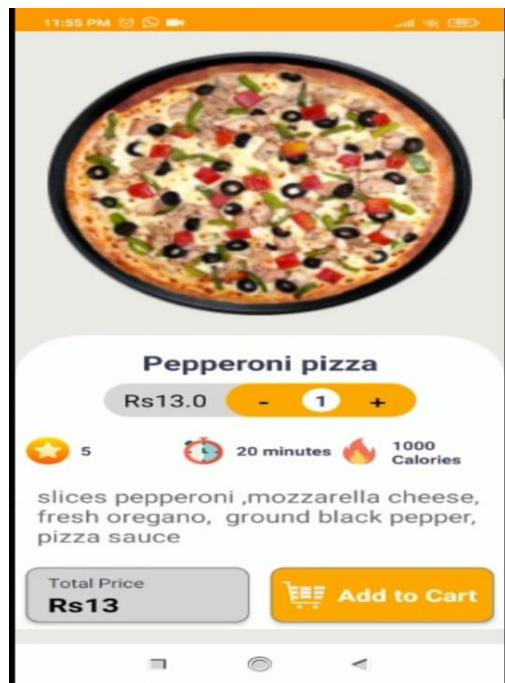 11:55 PM
Pepperoni pizza
Rs13.0 - 1 +
5 20 minutes 1000
Calories
slices pepperoni ,mozzarella cheese,
fresh oregano, ground black pepper,
pizza sauce
Total Price
Rs13
Add to Cart